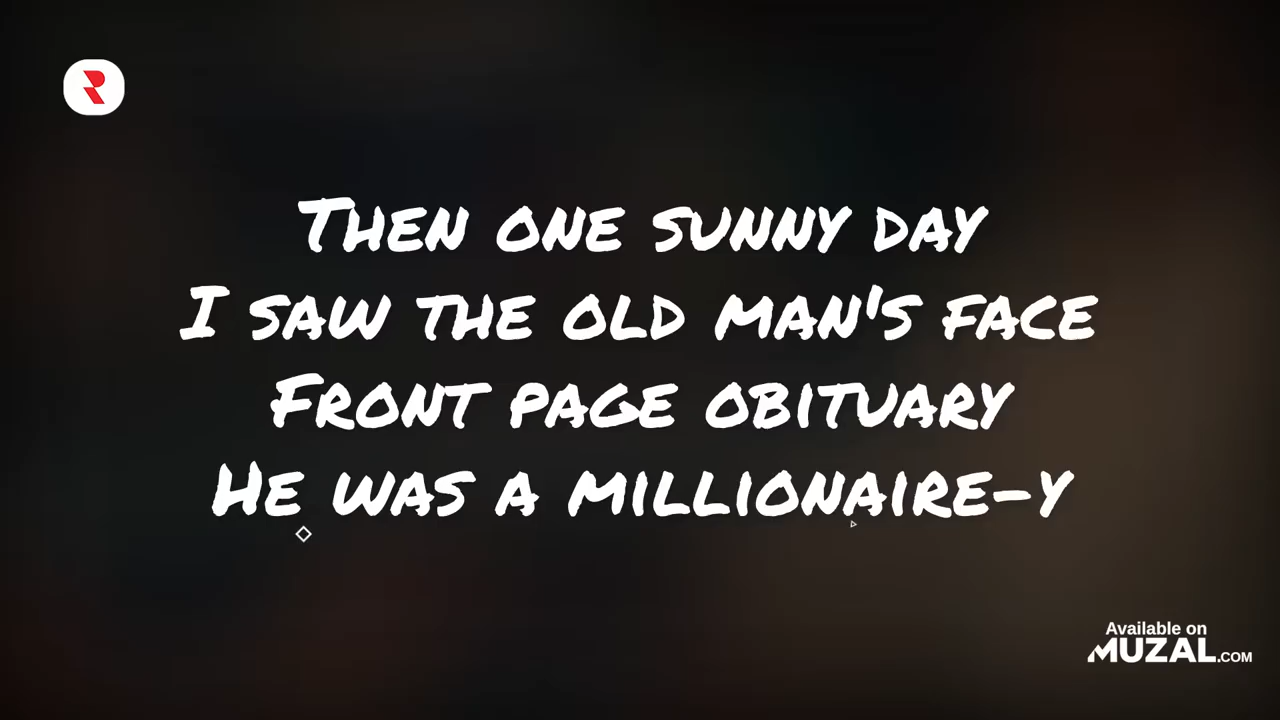 Then one sunny day
I saw the old man's face
Front page obituary
He was a millionaire-y
Available on
MUZAL.COM